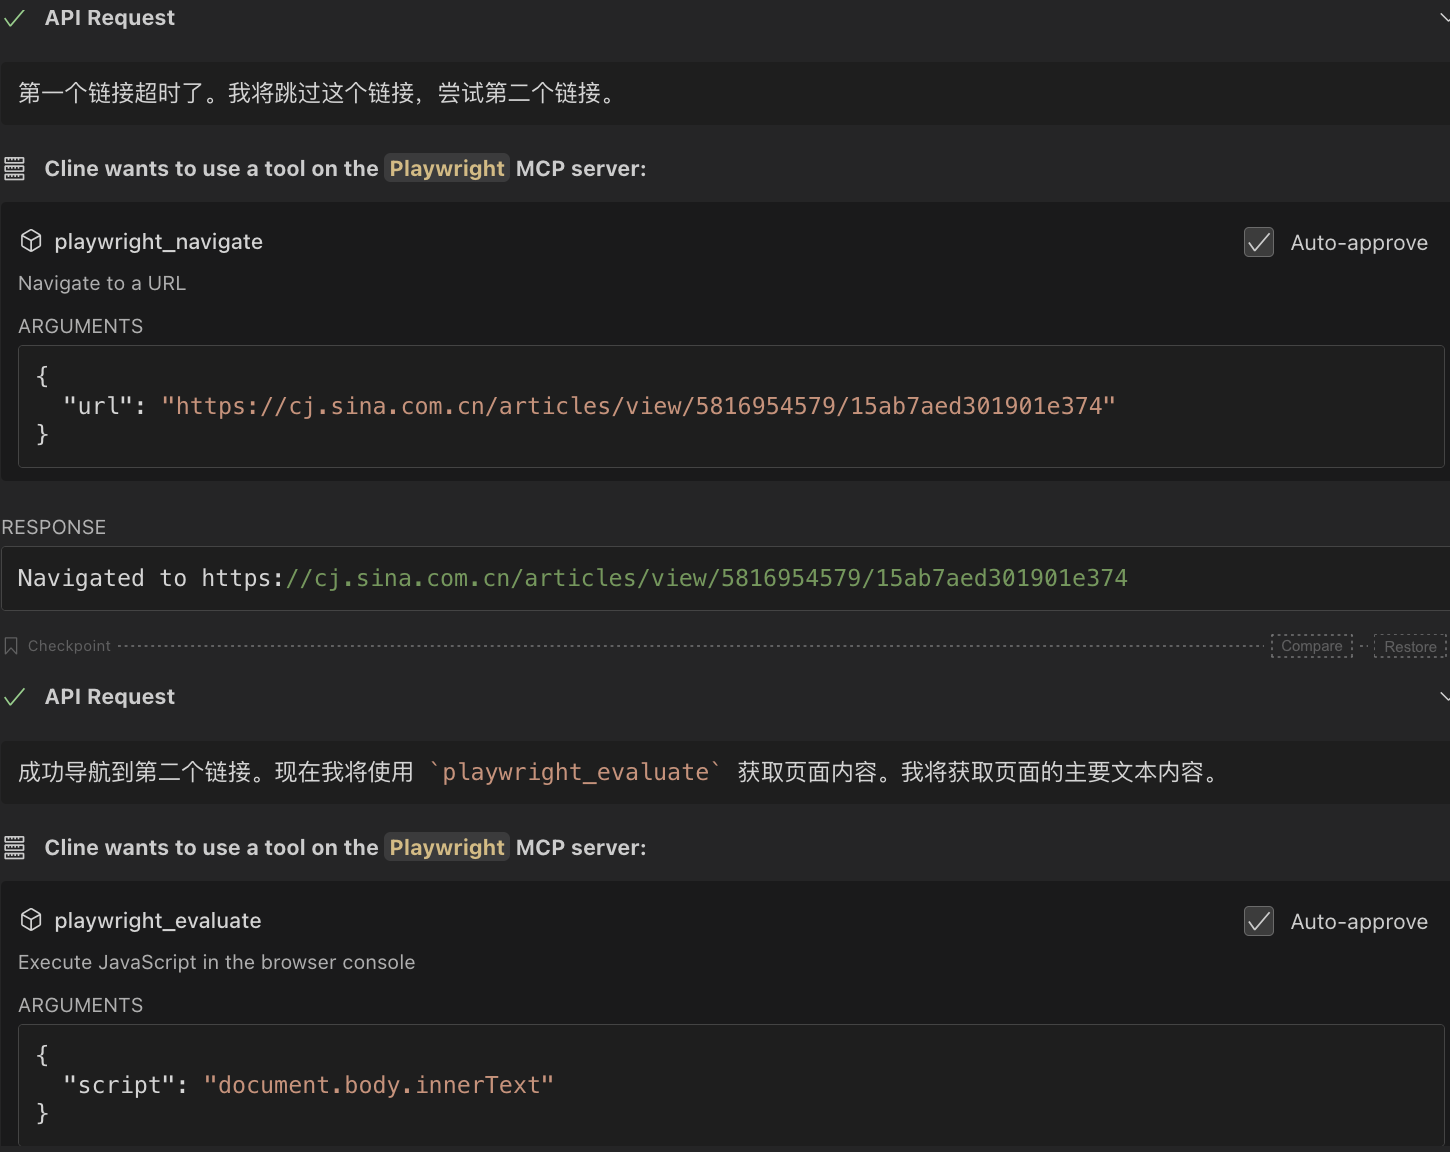 API Request
第一个链接超时了。我将跳过这个链接，尝试第二个链接。
Cline wants to use a tool on the Playwright MCP server:
playwright_navigate
Auto-approve
Navigate to a URL
ARGUMENTS
{
"url": "https://cj.sina.com.cn/articles/view/5816954579/15ab7aed301901e374"
}
RESPONSE
Navigated to https://cj.sina.com.cn/articles/view/5816954579/15ab7aed301901e374
Checkpoint
Compare
Restore
API Request
成功导航到第二个链接。现在我将使用 `playwright_evaluate` 获取页面内容。我将获取页面的主要文本内容。
Cline wants to use a tool on the Playwright MCP server:
playwright_evaluate
Auto-approve
Execute JavaScript in the browser console
ARGUMENTS
{
"script": "document.body.innerText"
}